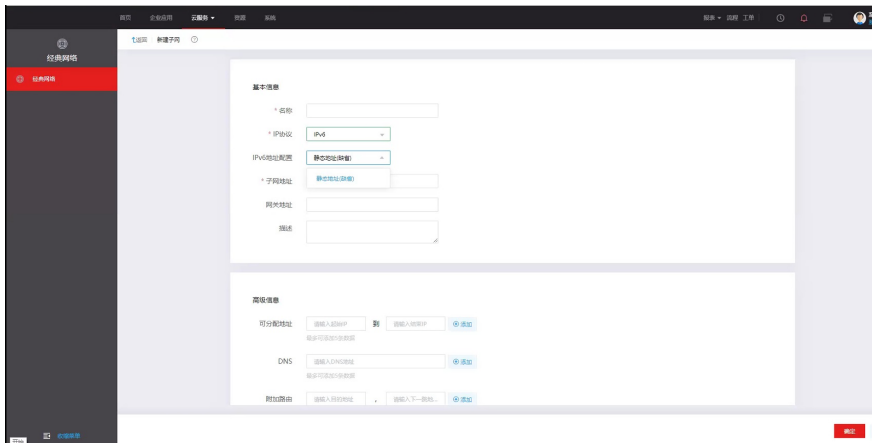 首页 企业应用 云服务 资源 系统 报表 流程 工单
经典网络
返回 新建子网
经典网络
基本信息
* 名称
* IP协议 IPv6
IPv6地址配置 静态地址(缺省)
静态地址(缺省)
* 子网地址
网关地址
描述
高级信息
可分配地址 请输入起始IP 到 请输入结束IP 添加
最多可添加5条数据
DNS 请输入DNS地址 添加
最多可添加5条数据
附加路由 请输入目的地址 , 请输入下一跳地... 添加
确定